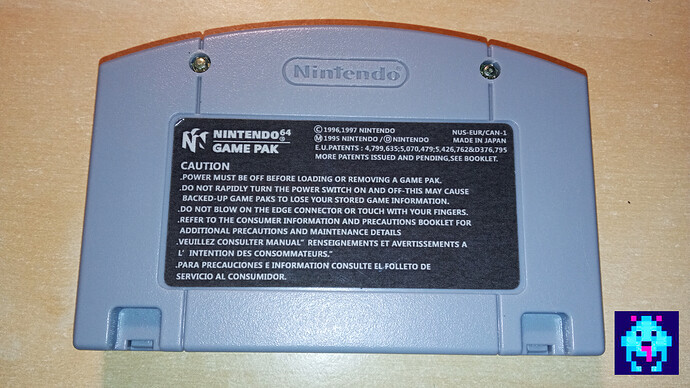 Nintendo
NINTENDO 64
GAME PAK
©1996,1997 NINTENDO
Ⓜ1995 NINTENDO /Ⓓ NINTENDO
NUS-EUR/CAN-1
MADE IN JAPAN
E.U.PATENTS : 4,799,635;5,070,479;5,426,762&D376,795
MORE PATENTS ISSUED AND PENDING,SEE BOOKLET.
CAUTION
.POWER MUST BE OFF BEFORE LOADING OR REMOVING A GAME PAK.
.DO NOT RAPIDLY TURN THE POWER SWITCH ON AND OFF-THIS MAY CAUSE
BACKED-UP GAME PAKS TO LOSE YOUR STORED GAME INFORMATION.
.DO NOT BLOW ON THE EDGE CONNECTOR OR TOUCH WITH YOUR FINGERS.
.REFER TO THE CONSUMER INFORMATION AND PRECAUTIONS BOOKLET FOR
ADDITIONAL PRECAUTIONS AND MAINTENANCE DETAILS
.VEUILLEZ CONSULTER MANUAL" RENSEIGNEMENTS ET AVERTISSEMENTS A
L' INTENTION DES CONSOMMATEURS."
.PARA PRECAUCIONES E INFORMATION CONSULTE EL FOLLETO DE
SERVICIO AL CONSUMIDOR.